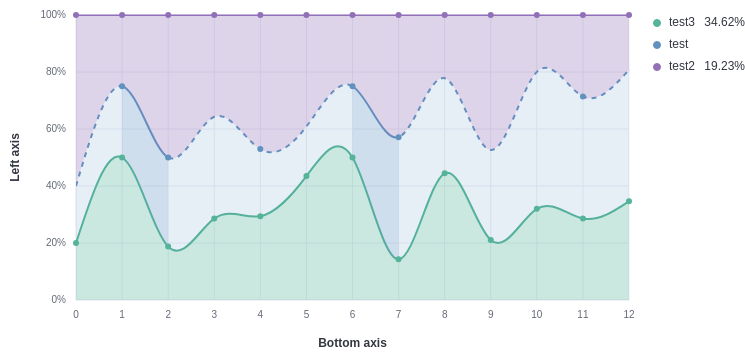 100%
80%
60%
40%
20%
0%
Left axis
0 1 2 3 4 5 6 7 8 9 10 11 12
Bottom axis
test3 34.62%
test
test2 19.23%